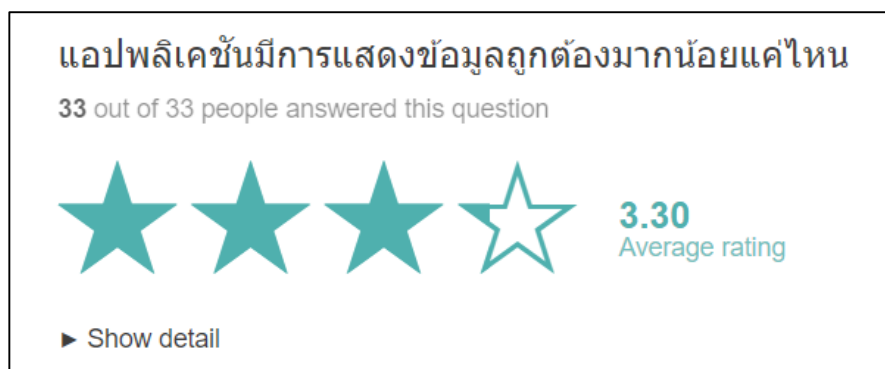 แอปพลิเคชันมีการแสดงข้อมูลถูกต้องมากน้อยแค่ไหน
33 out of 33 people answered this question
3.30
Average rating
► Show detail